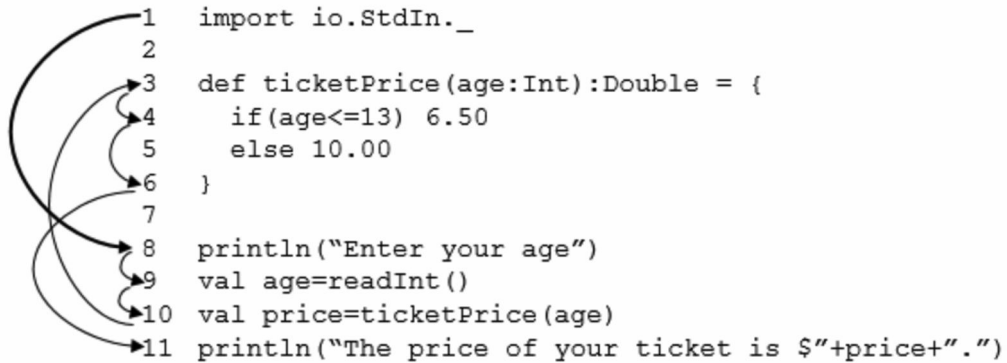 1 import io.StdIn._
2
3 def ticketPrice(age:Int):Double = {
4 if(age<=13) 6.50
5 else 10.00
6 }
7
8 println(“Enter your age”)
9 val age=readInt()
10 val price=ticketPrice(age)
11 println(“The price of your ticket is $”+price+”.”)